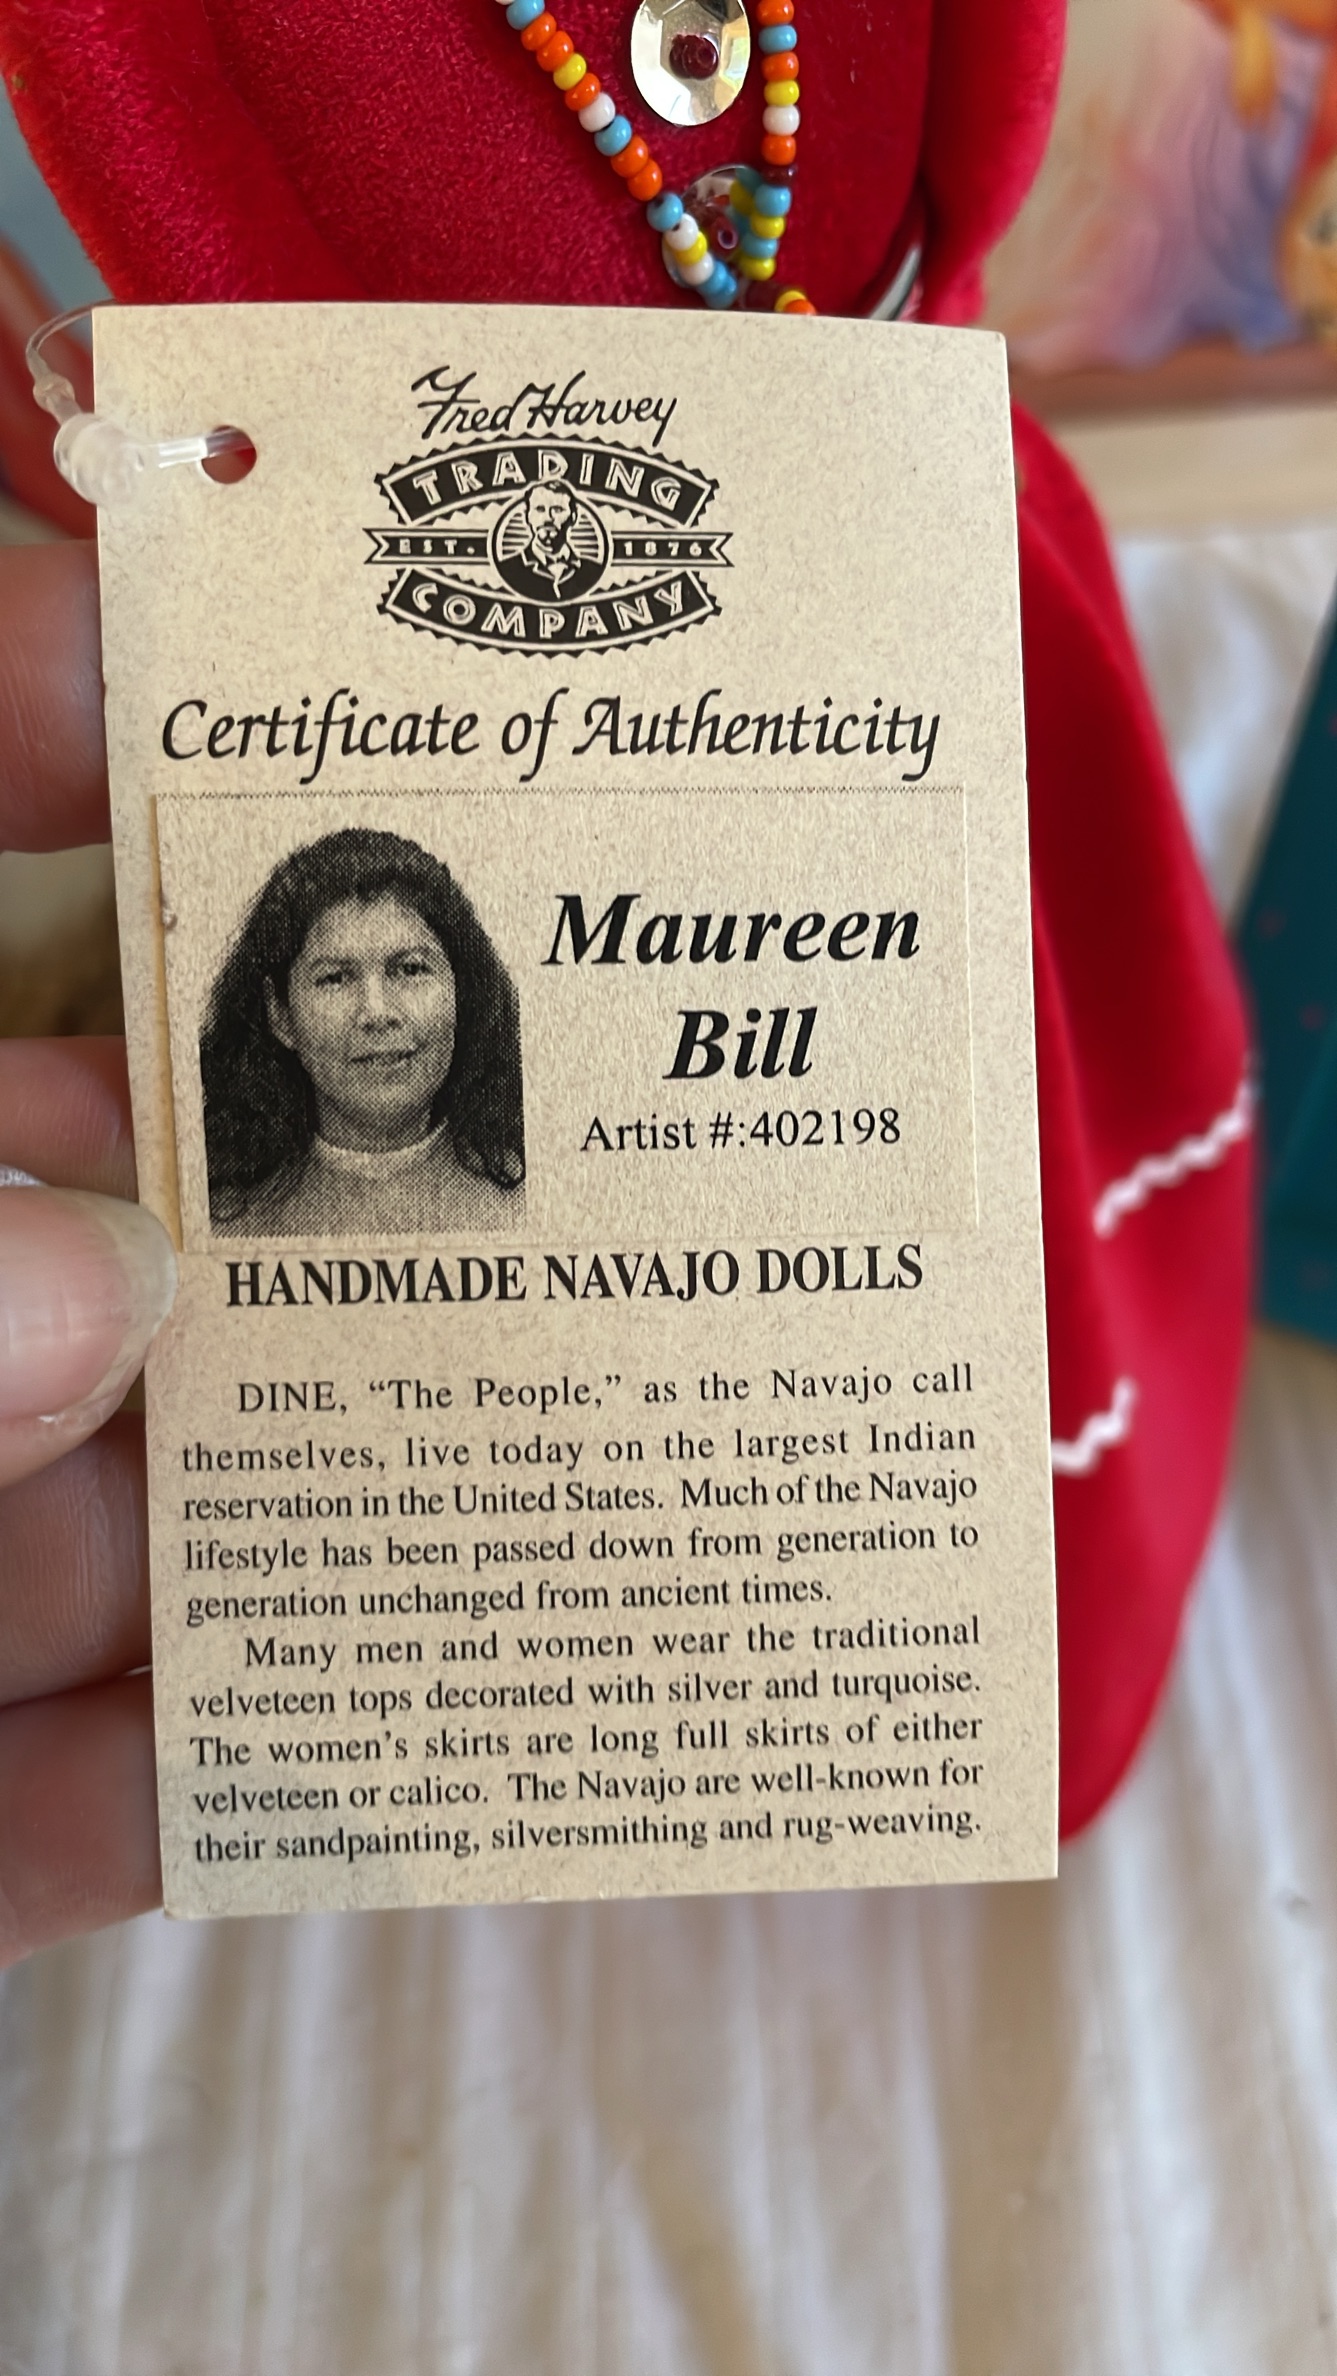 Fred Harvey
TRADING
EST. 1876
COMPANY
Certificate of Authenticity
Maureen
Bill
Artist #:402198
HANDMADE NAVAJO DOLLS
DINE, “The People,” as the Navajo call
themselves, live today on the largest Indian
reservation in the United States. Much of the Navajo
lifestyle has been passed down from generation to
generation unchanged from ancient times.
Many men and women wear the traditional
velveteen tops decorated with silver and turquoise.
The women’s skirts are long full skirts of either
velveteen or calico. The Navajo are well-known for
their sandpainting, silversmithing and rug-weaving.